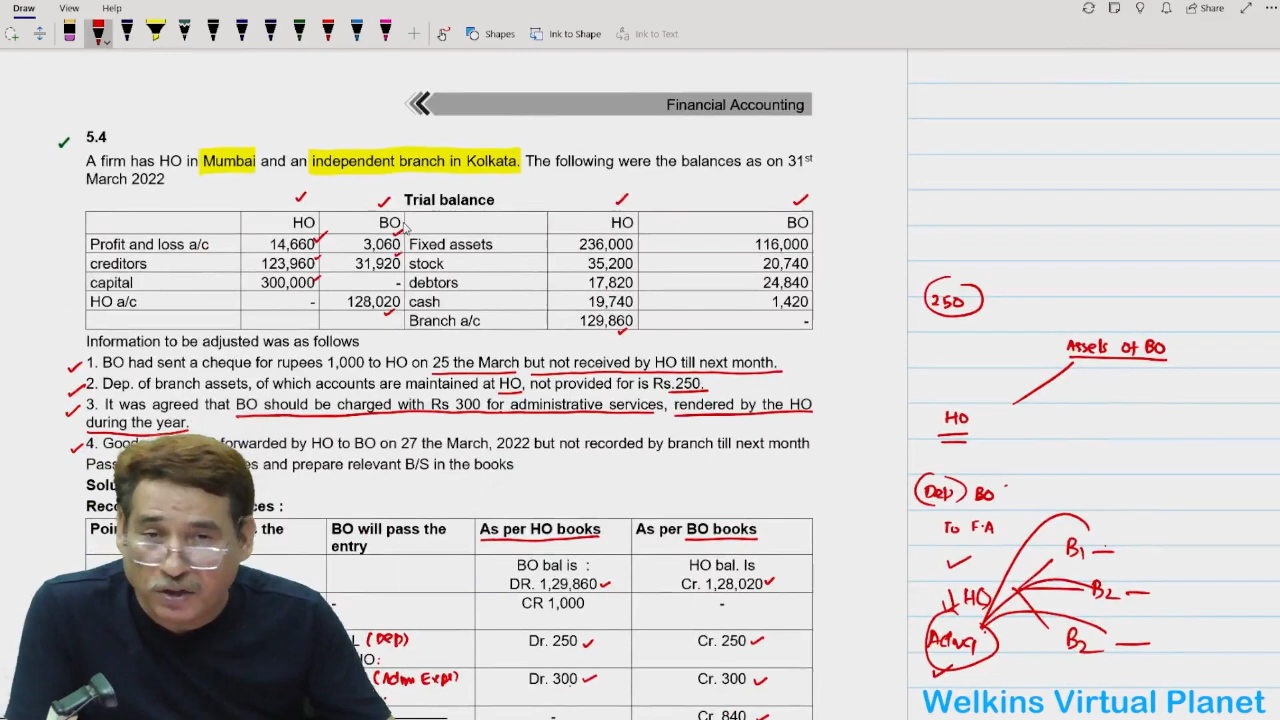 Draw View Help
Shapes Ink to Shape Ink to Text Share
Financial Accounting
5.4
A firm has HO in Mumbai and an independent branch in Kolkata. The following were the balances as on 31st
March 2022
Trial balance
HO BO HO BO
Profit and loss a/c 14,660 3,060 Fixed assets 236,000 116,000
creditors 123,960 31,920 stock 35,200 20,740
capital 300,000 - debtors 17,820 24,840
HO a/c - 128,020 cash 19,740 1,420
Branch a/c 129,860 -
Information to be adjusted was as follows
1. BO had sent a cheque for rupees 1,000 to HO on 25 the March but not received by HO till next month.
2. Dep. of branch assets, of which accounts are maintained at HO, not provided for is Rs.250.
3. It was agreed that BO should be charged with Rs 300 for administrative services, rendered by the HO
during the year.
4. Good forwarded by HO to BO on 27 the March, 2022 but not recorded by branch till next month
Pass es and prepare relevant B/S in the books
Solu
Reco ces :
Poin the BO will pass the As per HO books As per BO books
entry
BO bal is : HO bal. Is
DR. 1,29,860 Cr. 1,28,020
- CR 1,000 -
L (Dep) Dr. 250 Cr. 250
HO:
(Adm Exps) Dr. 300 Cr. 300
- Cr. 840
250
Assets of BO
HO
(Dep) BO
To F.A
B1
HO B2
B2
Welkins Virtual Planet